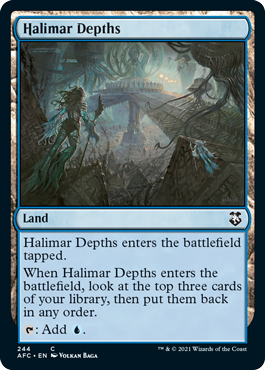 Halimar Depths
Land
Halimar Depths enters the battlefield
tapped.
When Halimar Depths enters the
battlefield, look at the top three cards
of your library, then put them back
in any order.
: Add .
244 C
AFC • EN VOLKAN BAGA
™ & © 2021 Wizards of the Coast